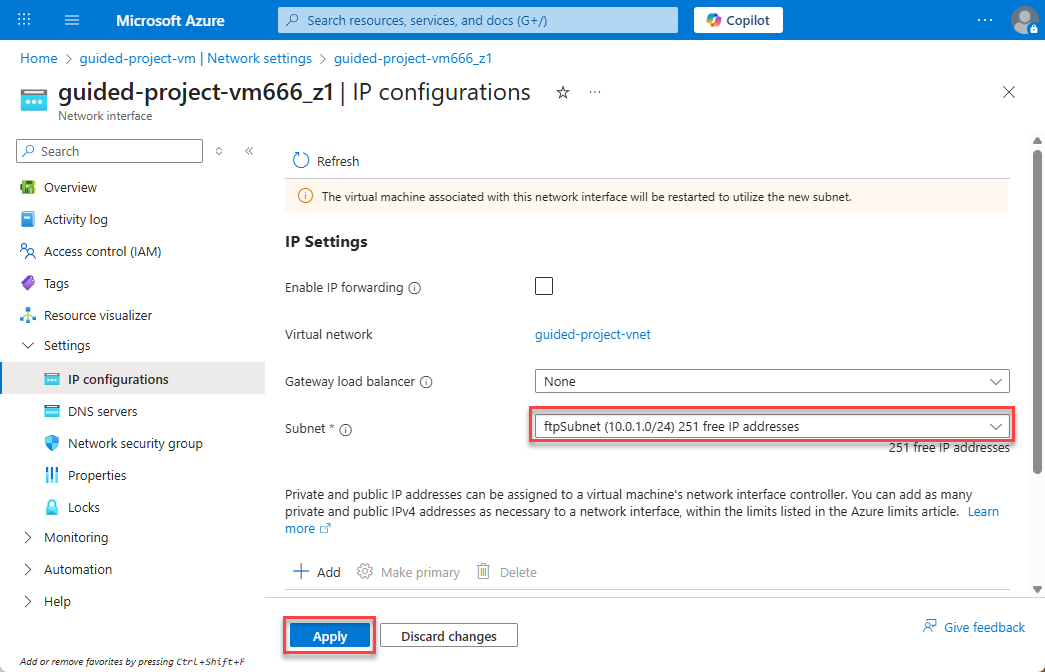 Microsoft Azure
Search resources, services, and docs (G+/)
Copilot
Home > guided-project-vm | Network settings > guided-project-vm666_z1
guided-project-vm666_z1 | IP configurations
Network interface
Search
Overview
Activity log
Access control (IAM)
Tags
Resource visualizer
Settings
IP configurations
DNS servers
Network security group
Properties
Locks
Monitoring
Automation
Help
Add or remove favorites by pressing Ctrl+Shift+F
Refresh
The virtual machine associated with this network interface will be restarted to utilize the new subnet.
IP Settings
Enable IP forwarding
Virtual network guided-project-vnet
Gateway load balancer None
Subnet * ftpSubnet (10.0.1.0/24) 251 free IP addresses
251 free IP addresses
Private and public IP addresses can be assigned to a virtual machine's network interface controller. You can add as many
private and public IPv4 addresses as necessary to a network interface, within the limits listed in the Azure limits article. Learn
more
Add Make primary Delete
Apply Discard changes
Give feedback